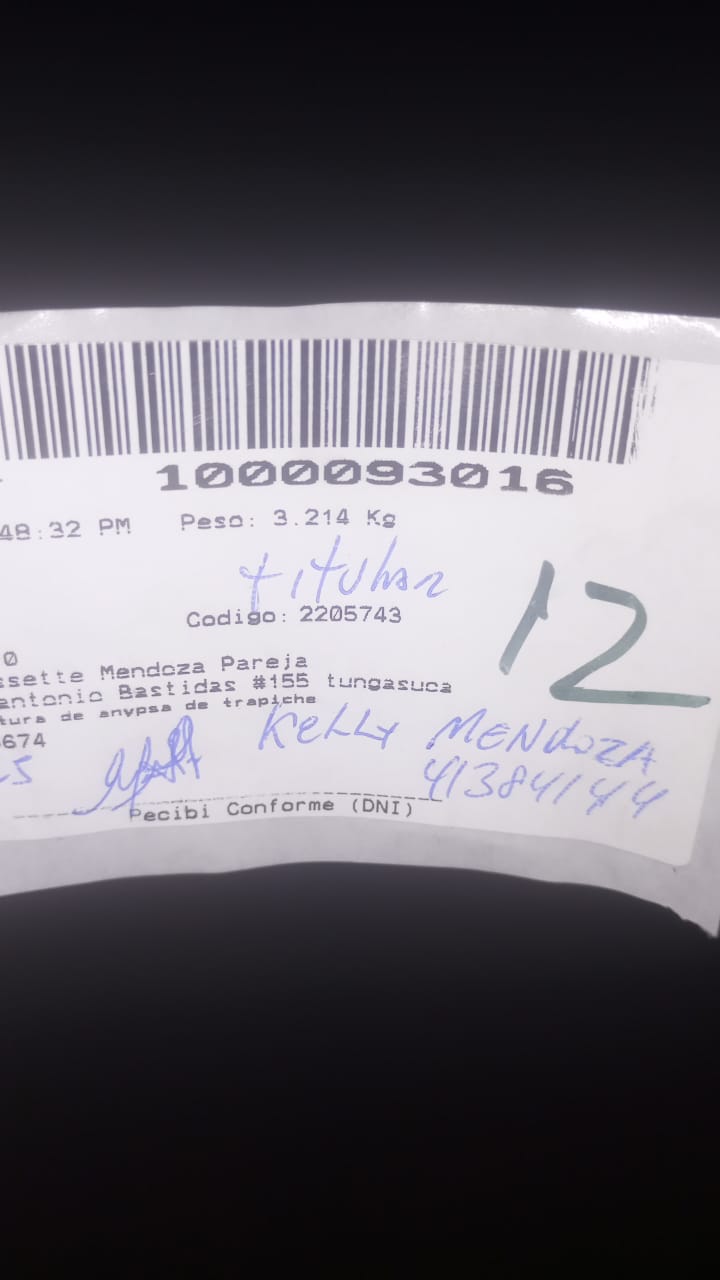 1000093016
48:32 PM Peso: 3.214 Kg
titular
Codigo: 2205743
12
0
ssette Mendoza Pareja
antonio Bastidas #155 tungasuca
tura de anypsa de trapiche
674
KELLY MENDOZA
41384144
Recibi Conforme (DNI)